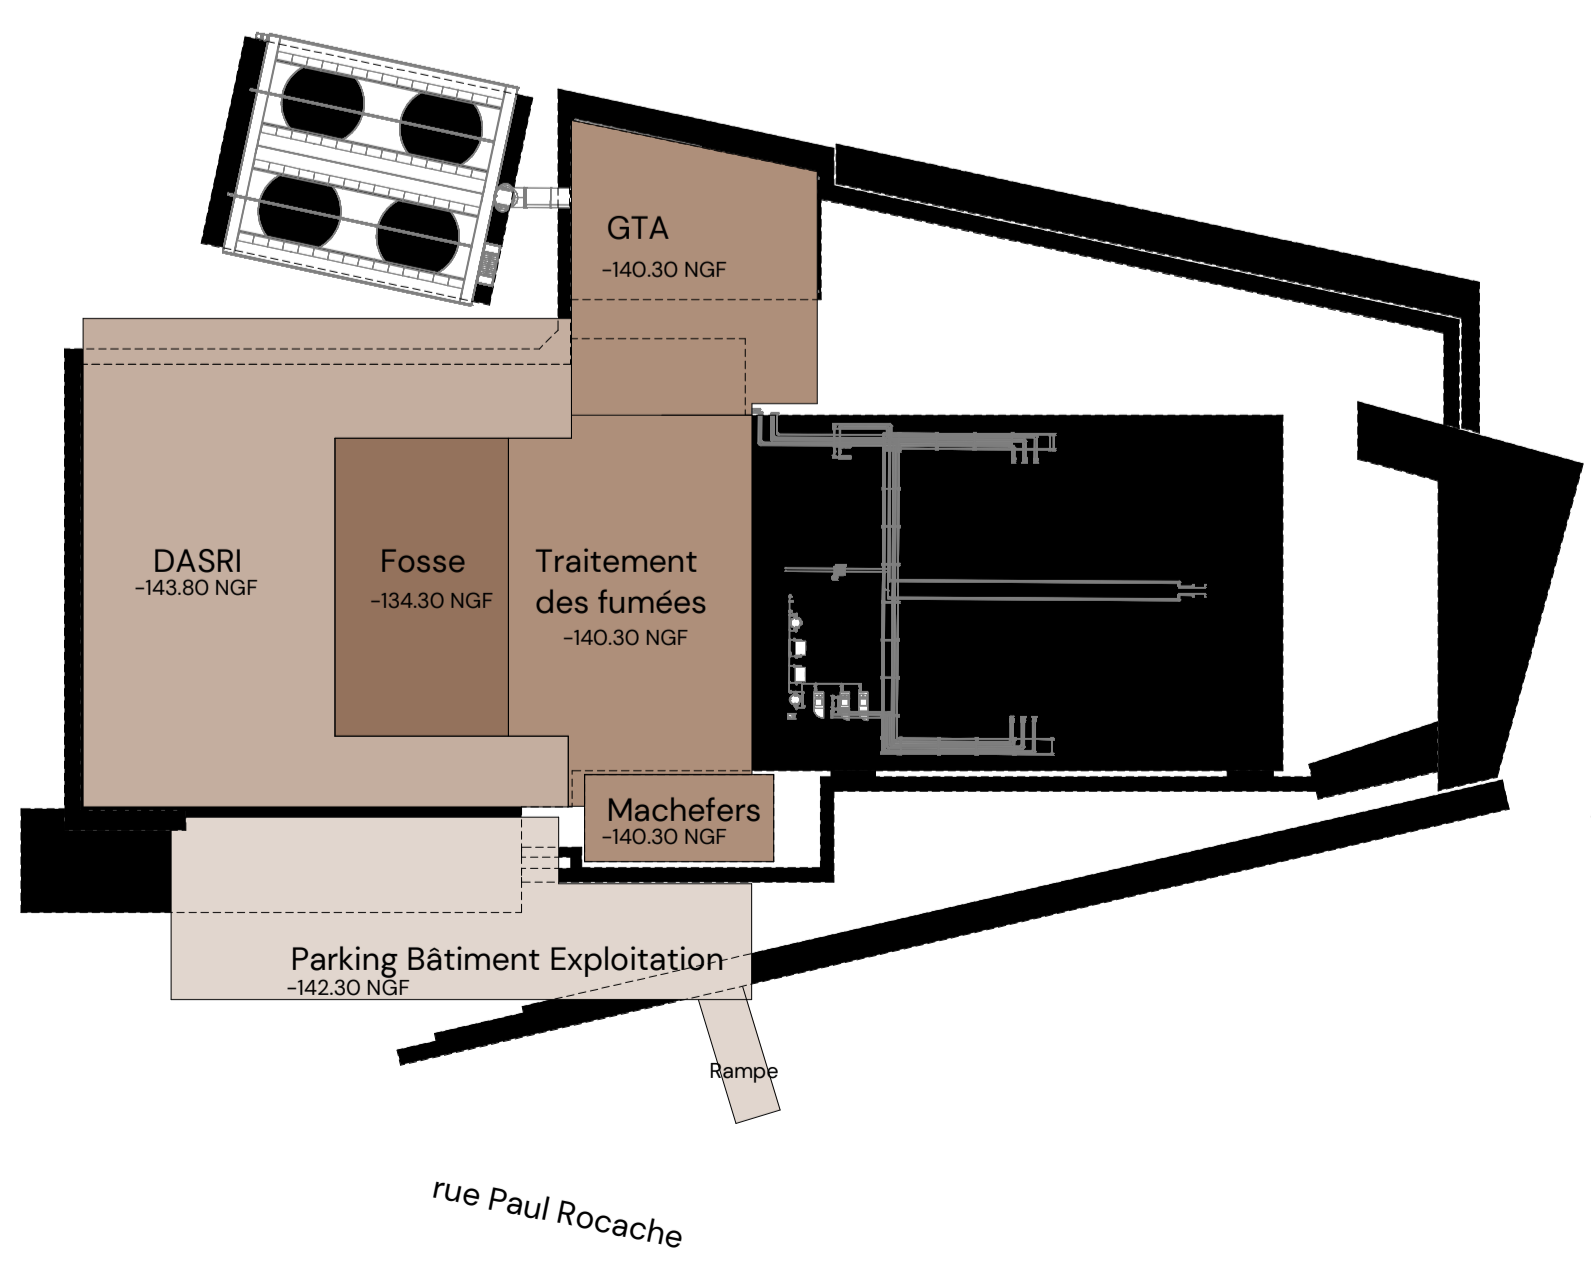 GTA
-140.30 NGF
DASRI
-143.80 NGF
Fosse
-134.30 NGF
Traitement
des fumées
-140.30 NGF
Machefers
-140.30 NGF
Parking Bâtiment Exploitation
-142.30 NGF
Rampe
rue Paul Rocache